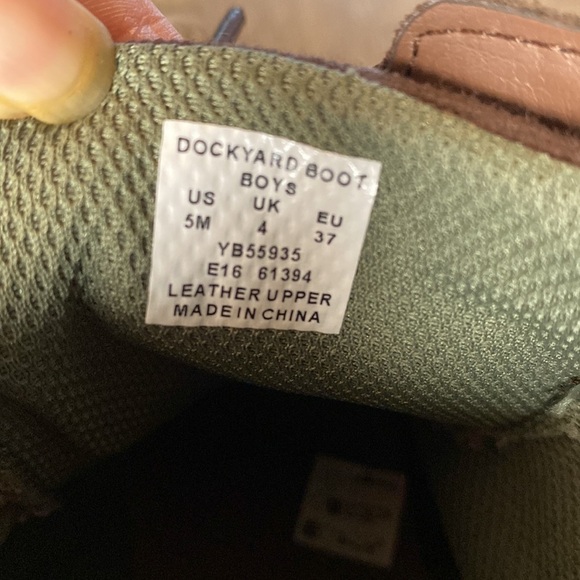 DOCKYARD BOOT
BOYS
US UK EU
5M 4 37
YB55935
E16 61394
LEATHER UPPER
MADE IN CHINA